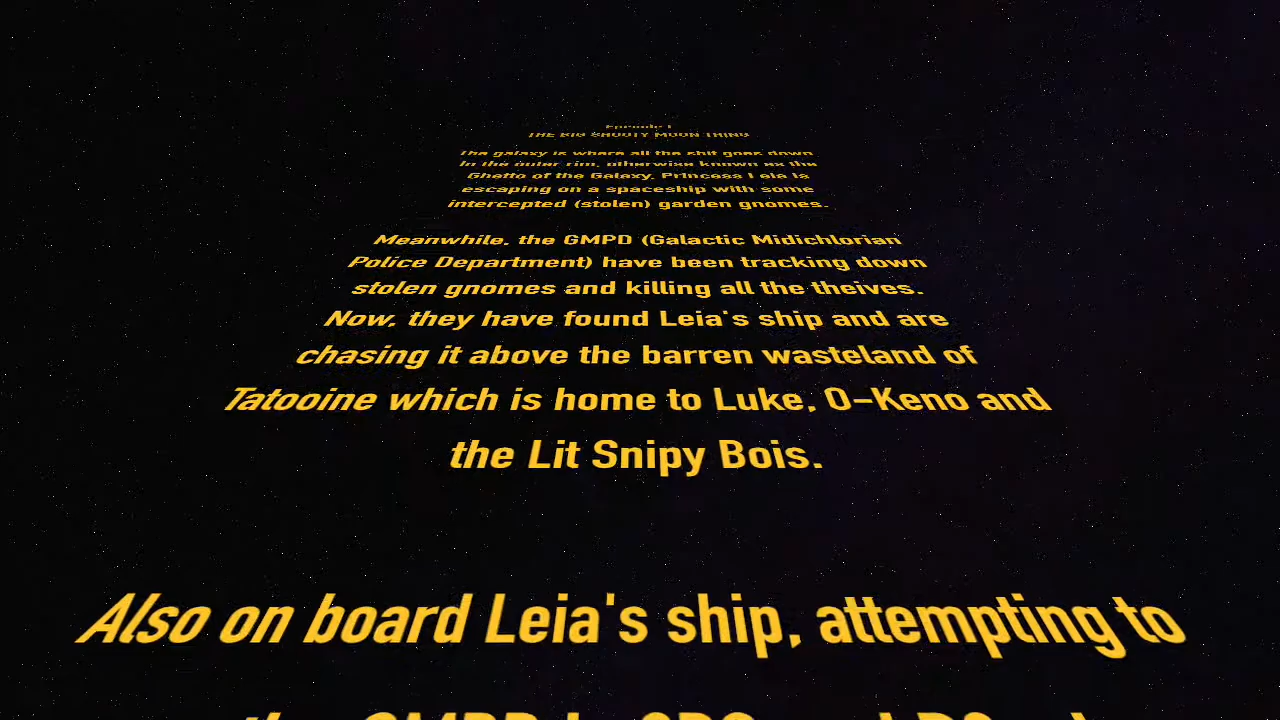 Episode I
THE BIG SHOOTY MOON THING
The galaxy is where all the shit goes down
In the outer rim, otherwise known as the
Ghetto of the Galaxy, Princess Leia is
escaping on a spaceship with some
intercepted (stolen) garden gnomes.
Meanwhile, the GMPD (Galactic Midichlorian
Police Department) have been tracking down
stolen gnomes and killing all the theives.
Now, they have found Leia's ship and are
chasing it above the barren wasteland of
Tatooine which is home to Luke, O-Keno and
the Lit Snipy Bois.
Also on board Leia's ship, attempting to